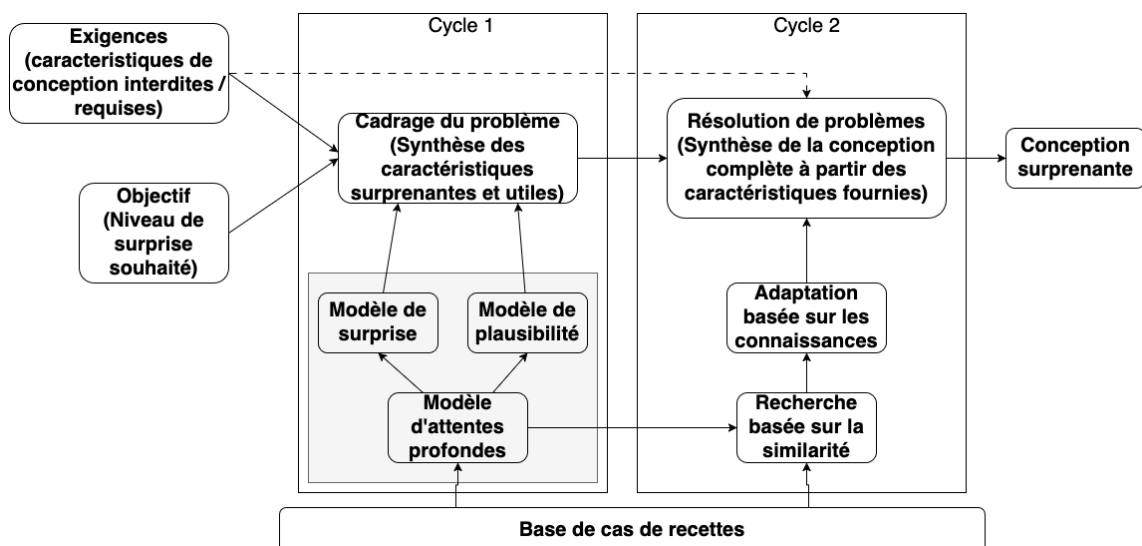 Cycle 1
Cycle 2
Exigences
(caracteristiques de
conception interdites /
requises)
Objectif
(Niveau de
surprise
souhaité)
Cadrage du problème
(Synthèse des
caractéristiques
surprenantes et utiles)
Modèle de
surprise
Modèle de
plausibilité
Modèle
d'attentes
profondes
Résolution de problèmes
(Synthèse de la conception
complète à partir des
caractéristiques fournies)
Adaptation
basée sur les
connaissances
Recherche
basée sur la
similarité
Conception
surprenante
Base de cas de recettes